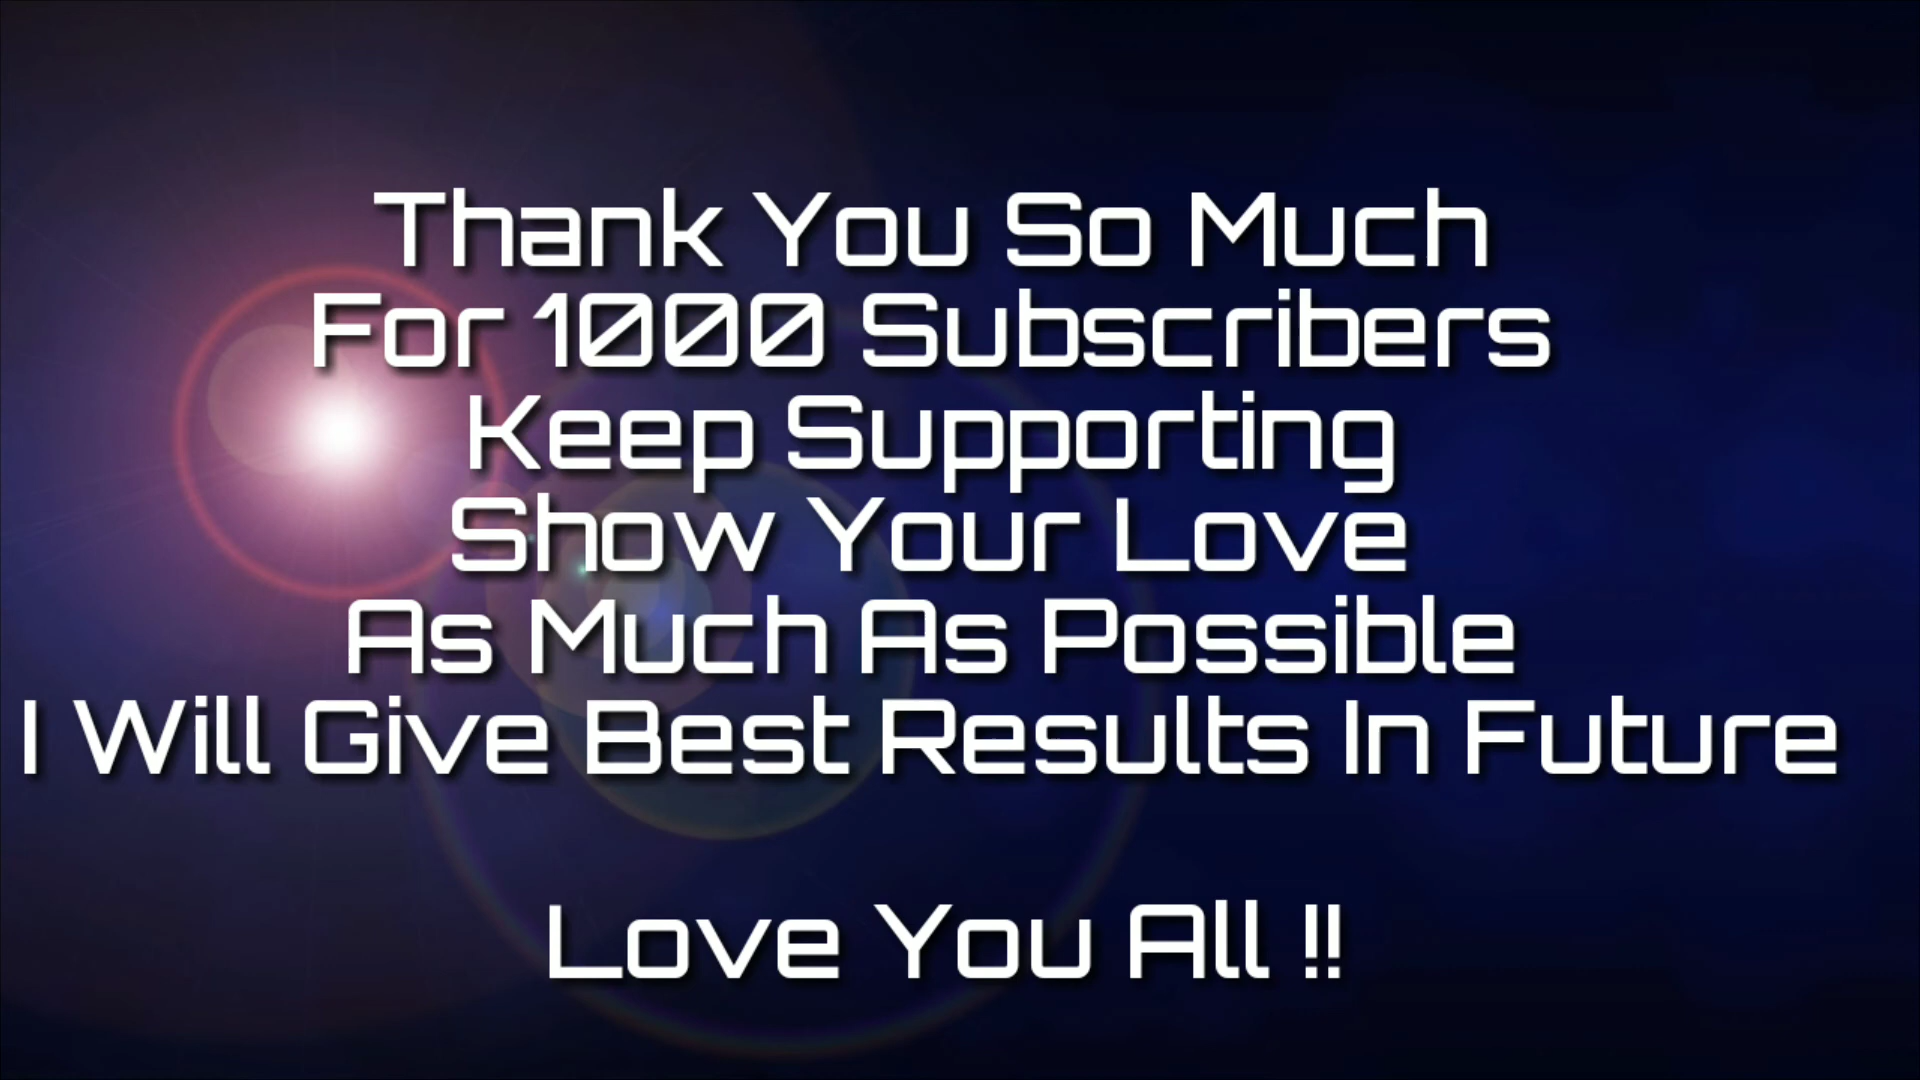 Thank You So Much
For 1000 Subscribers
Keep Supporting
Show Your Love
As Much As Possible
I Will Give Best Results In Future
Love You All !!